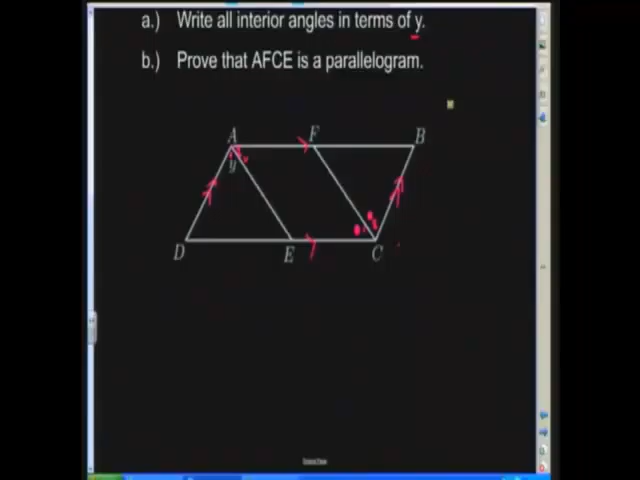 a.) Write all interior angles in terms of y.
b.) Prove that AFCE is a parallelogram.
A F B
y
D E C